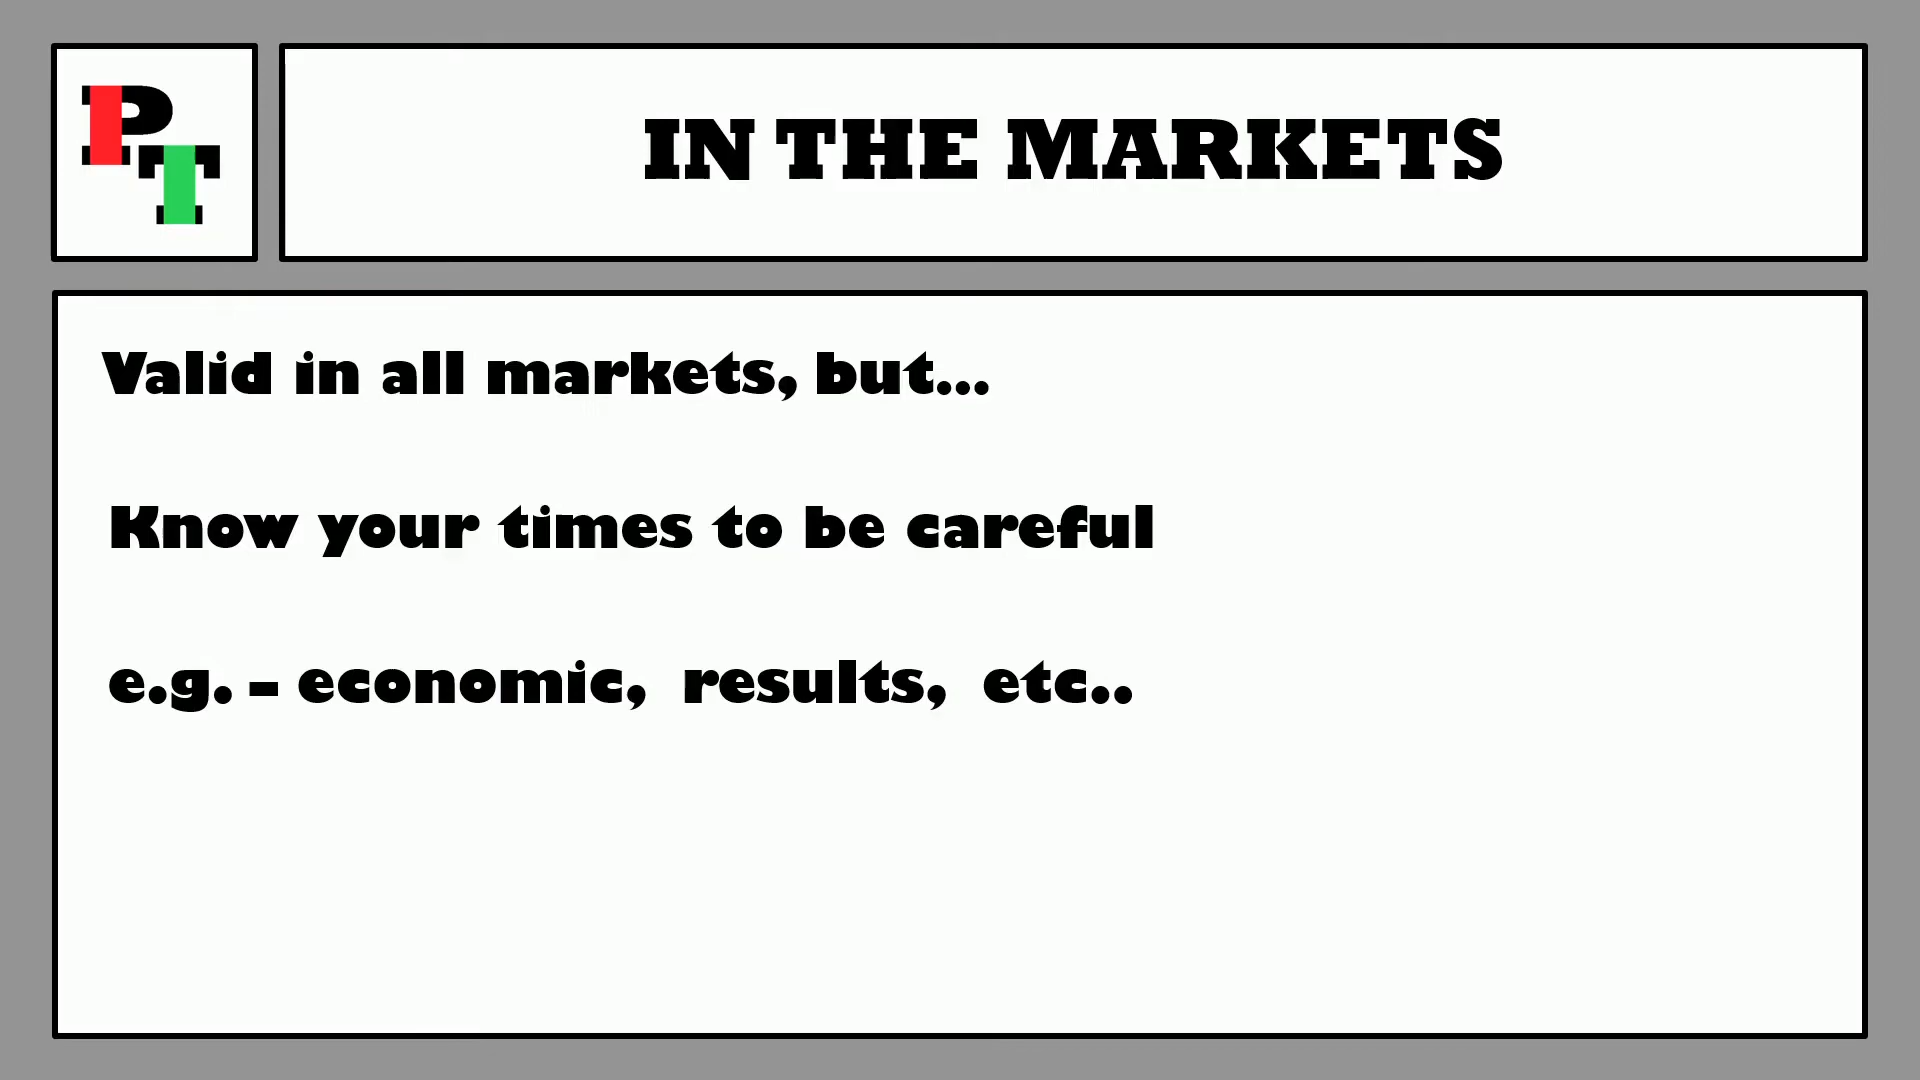 PT
IN THE MARKETS
Valid in all markets, but...
Know your times to be careful
e.g. – economic, results, etc..